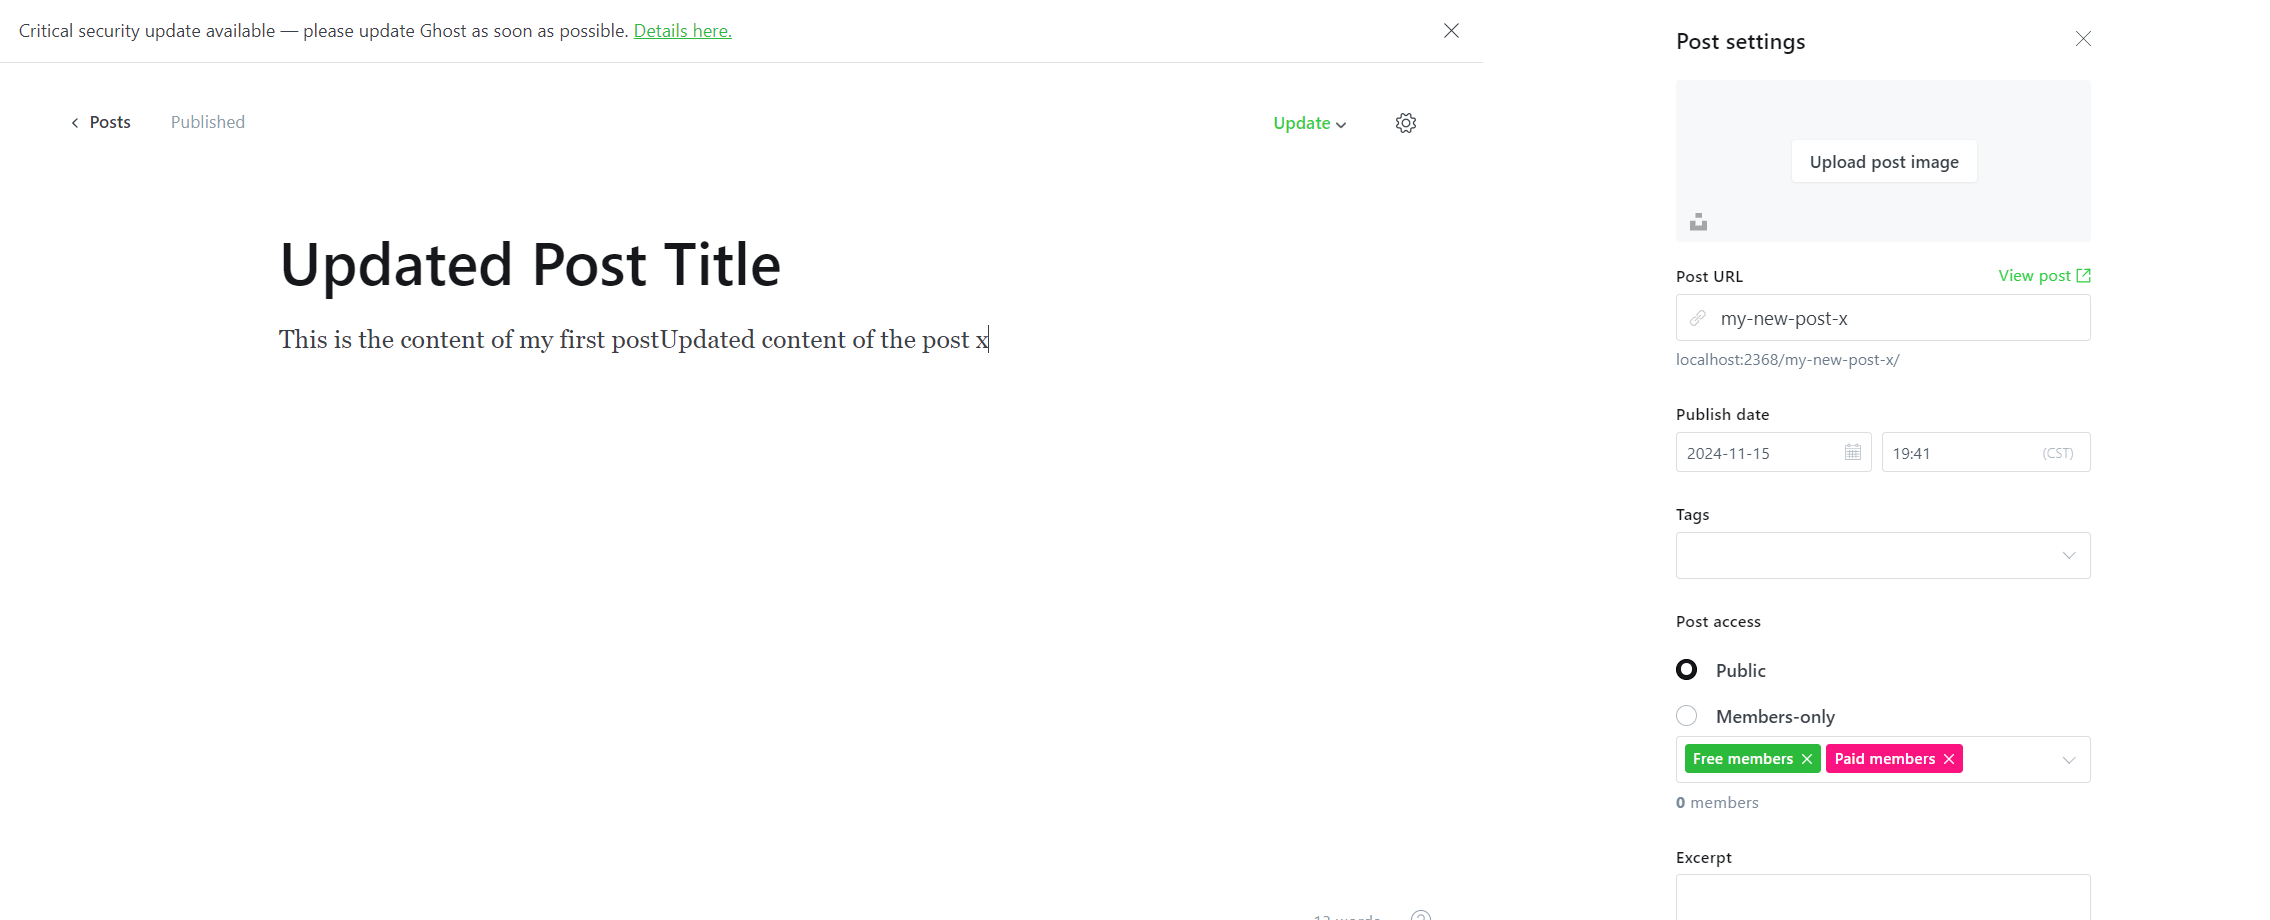 Critical security update available — please update Ghost as soon as possible. Details here.
Posts
Published
Update
Updated Post Title
This is the content of my first postUpdated content of the post x
Post settings
Upload post image
Post URL
View post
my-new-post-x
localhost:2368/my-new-post-x/
Publish date
2024-11-15
19:41
(CST)
Tags
Post access
Public
Members-only
Free members
Paid members
0 members
Excerpt